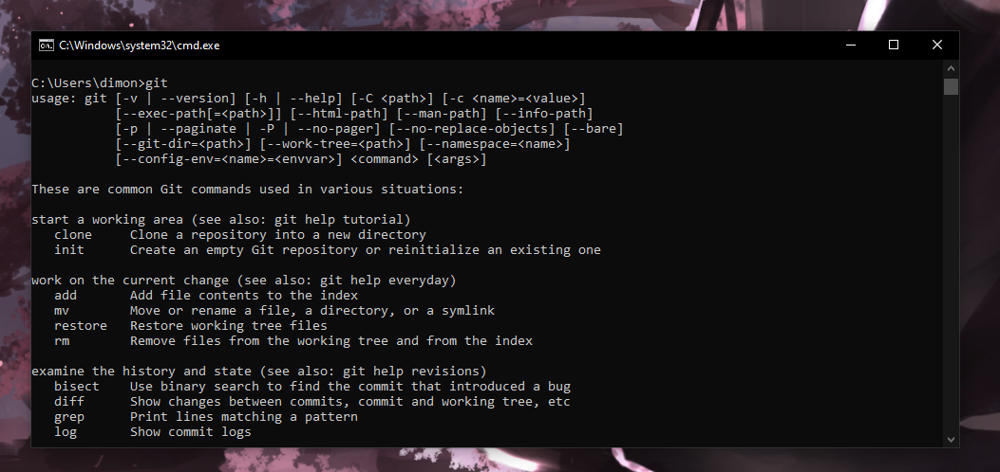 C:\Windows\system32\cmd.exe
C:\Users\dimon>git
usage: git [-v | --version] [-h | --help] [-C <path>] [-c <name>=<value>]
           [--exec-path[=<path>]] [--html-path] [--man-path] [--info-path]
           [-p | --paginate | -P | --no-pager] [--no-replace-objects] [--bare]
           [--git-dir=<path>] [--work-tree=<path>] [--namespace=<name>]
           [--config-env=<name>=<envvar>] <command> [<args>]
These are common Git commands used in various situations:
start a working area (see also: git help tutorial)
   clone     Clone a repository into a new directory
   init      Create an empty Git repository or reinitialize an existing one
work on the current change (see also: git help everyday)
   add       Add file contents to the index
   mv        Move or rename a file, a directory, or a symlink
   restore   Restore working tree files
   rm        Remove files from the working tree and from the index
examine the history and state (see also: git help revisions)
   bisect    Use binary search to find the commit that introduced a bug
   diff      Show changes between commits, commit and working tree, etc
   grep      Print lines matching a pattern
   log       Show commit logs